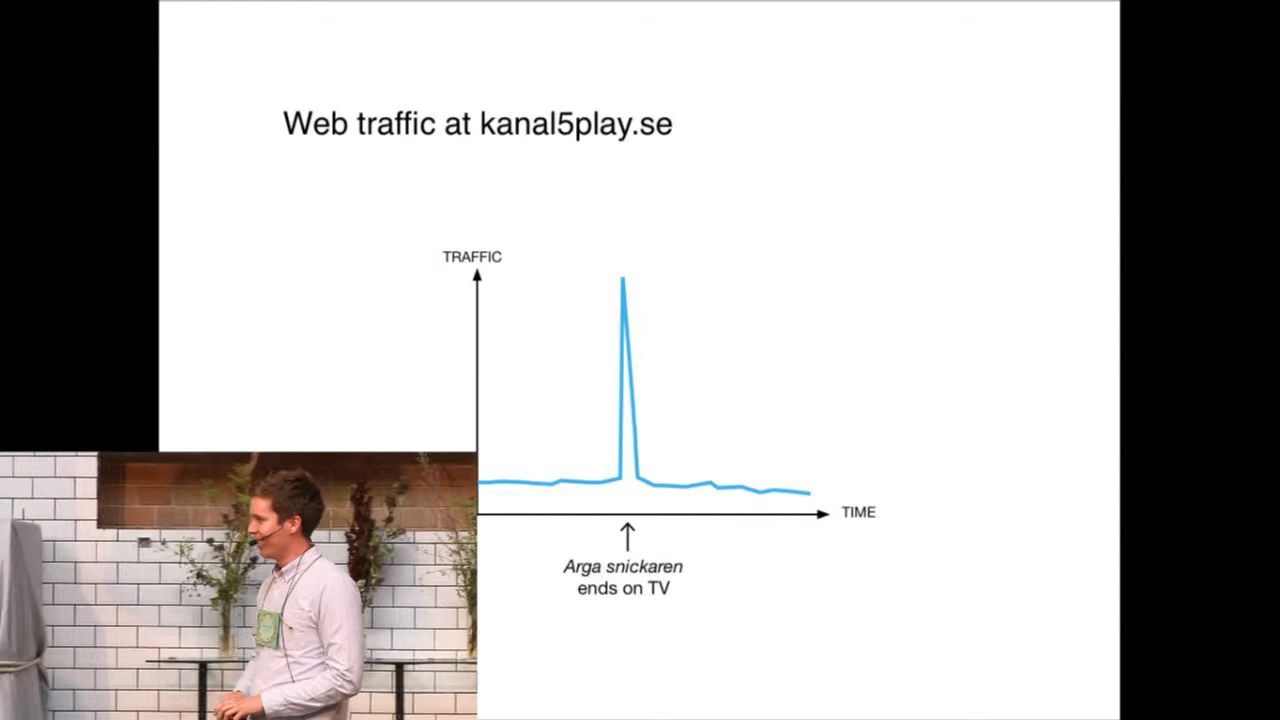 Web traffic at kanal5play.se
TRAFFIC
TIME
Arga snickaren
ends on TV